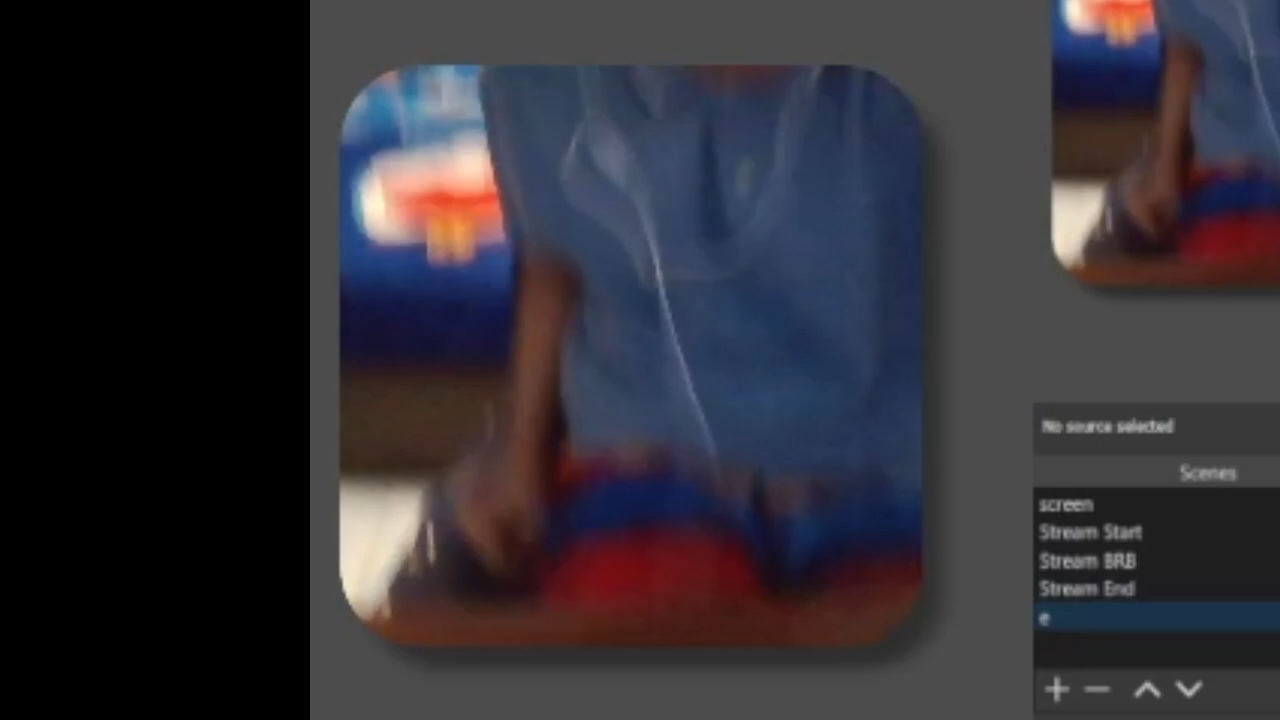 No source selected
Scenes
screen
Stream Start
Stream BRB
Stream End
e